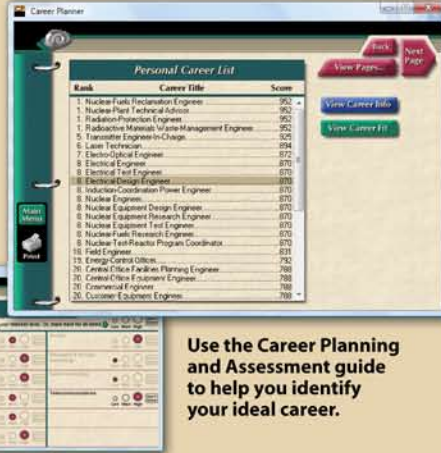 Career Planner
Back
Next
Page
View Pages...
Personal Career List
Rank Career Title Score
1. Nuclear-Fuels Reclamation Engineer 952
1. Nuclear-Plant Technical Advisor 952
1. Radiation-Protection Engineer 952
1. Radioactive Materials Waste-Management Engineer 952
5. Transmitter Engineer-In-Charge 925
6. Laser Technician 894
7. Electro-Optical Engineer 872
8. Electrical Engineer 870
8. Electrical Test Engineer 870
8. Electrical-Design Engineer 870
8. Induction-Coordination Power Engineer 870
8. Nuclear Engineer 870
8. Nuclear Equipment Design Engineer 870
8. Nuclear Equipment Research Engineer 870
8. Nuclear Equipment Test Engineer 870
8. Nuclear-Fuels Research Engineer 870
8. Nuclear-Test-Reactor Program Coordinator 870
18. Field Engineer 831
19. Energy-Control Officer 792
20. Central-Office Facilities Planning Engineer 788
20. Central-Office Equipment Engineer 788
20. Commercial Engineer 788
20. Customer-Equipment Engineer 788
View Career Info
View Career Fit
Main
Menu
Print
Use the Career Planning
and Assessment guide
to help you identify
your ideal career.